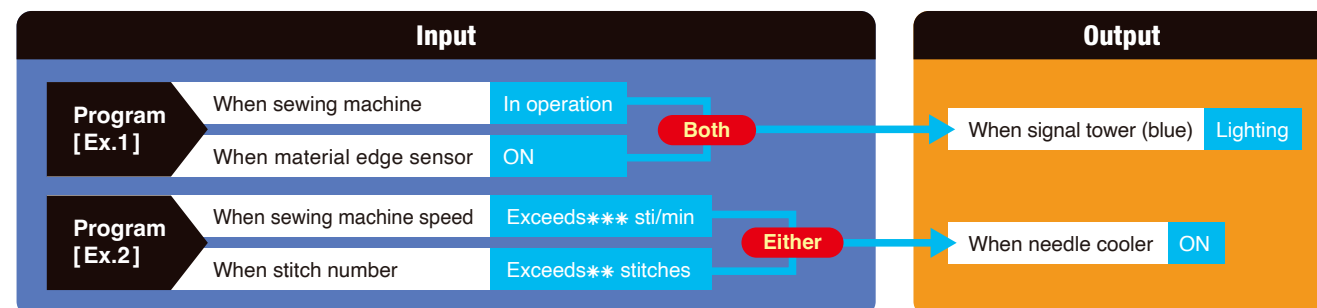 Input
Output
Program
[Ex.1]
When sewing machine
In operation
When material edge sensor
ON
Both
When signal tower (blue)
Lighting
Program
[Ex.2]
When sewing machine speed
Exceeds*** sti/min
When stitch number
Exceeds** stitches
Either
When needle cooler
ON